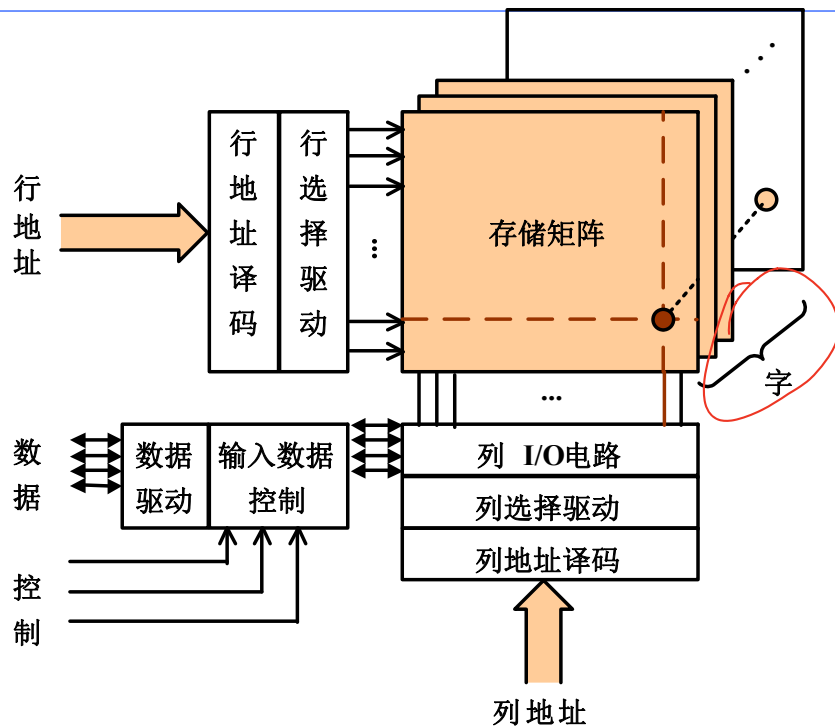 行地址
行地址译码
行选择驱动
...
存储矩阵
...
字
...
数据
数据驱动
输入数据控制
列 I/O电路
列选择驱动
列地址译码
控制
列地址